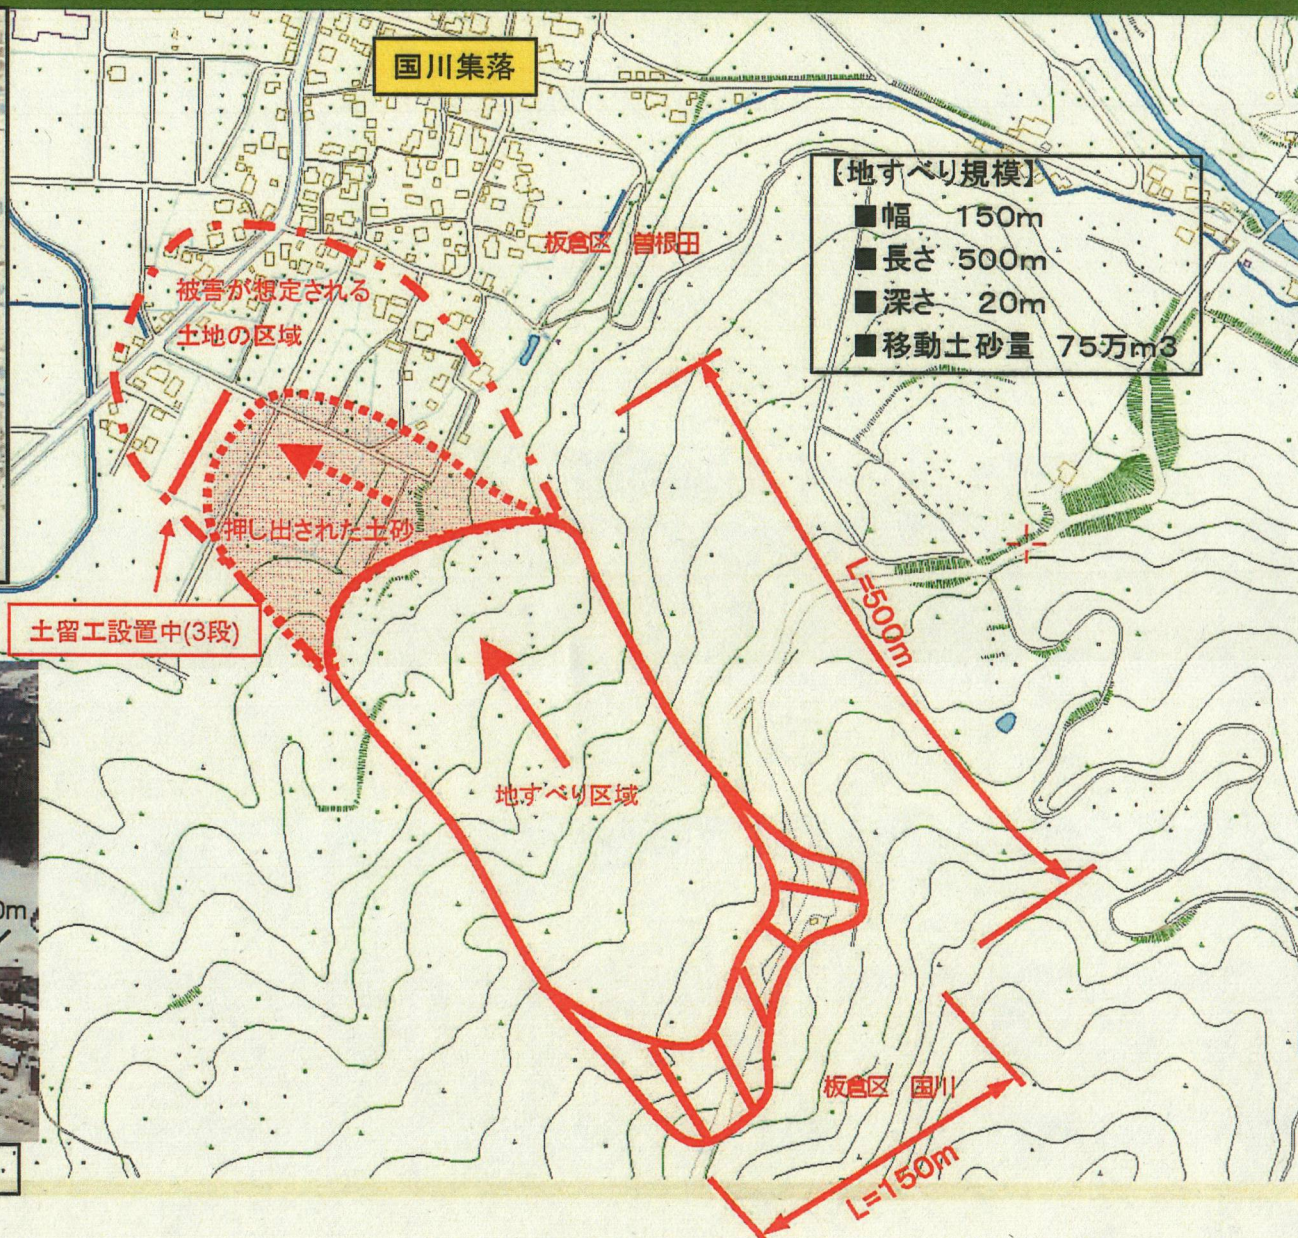 国川集落
【地すべり規模】
■幅 150m
■長さ 500m
■深さ 20m
■移動土砂量 75万m3
板倉区 曽根田
被害が想定される
土地の区域
押し出された土砂
土留工設置中(3段)
L=500m
地すべり区域
0m
板倉区 国川
L=150m